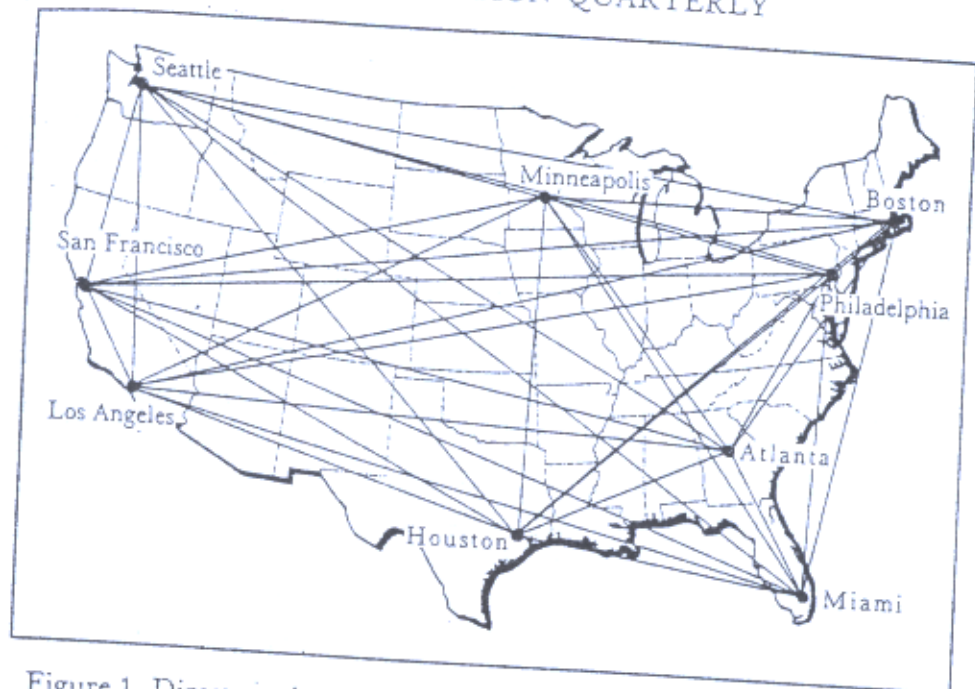 QUARTERLY
Seattle
Minneapolis
Boston
San Francisco
Philadelphia
Los Angeles
Atlanta
Houston
Miami
Figure 1.